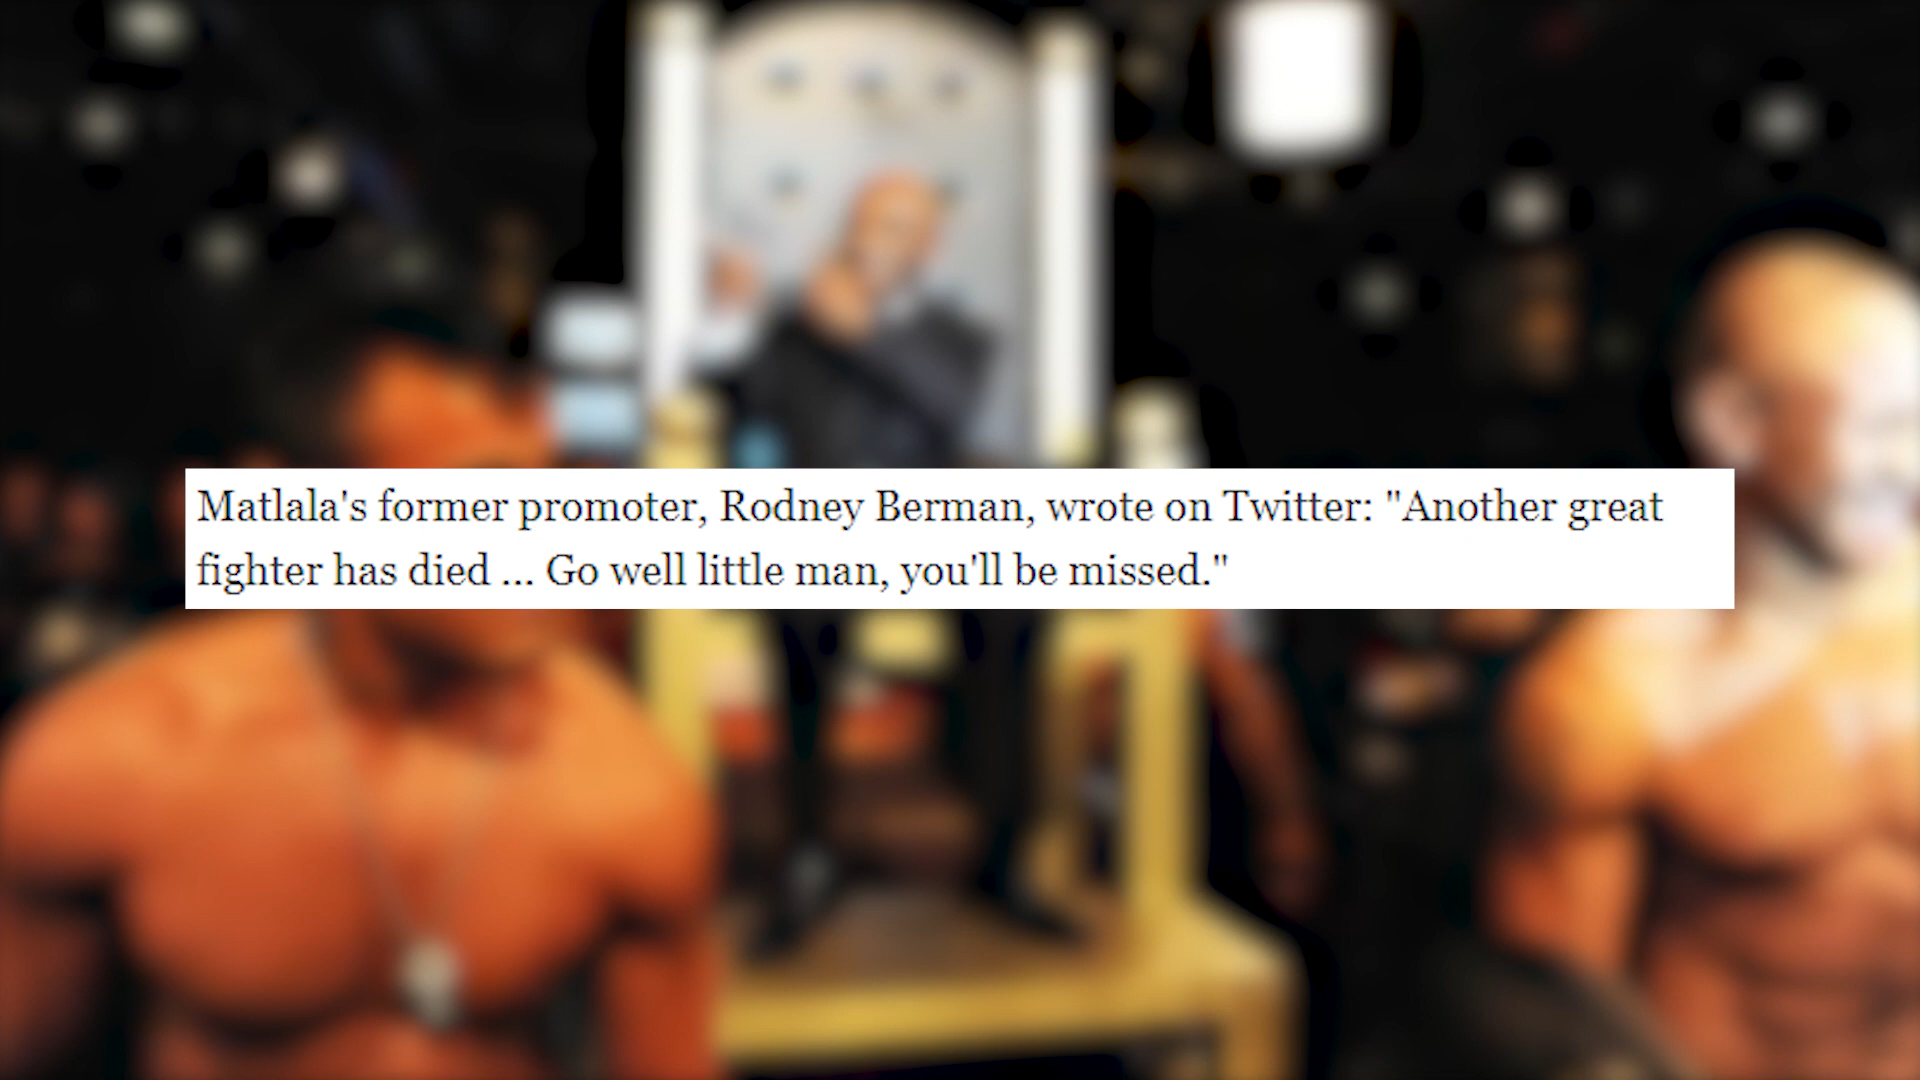 Matlala's former promoter, Rodney Berman, wrote on Twitter: "Another great
fighter has died ... Go well little man, you'll be missed."